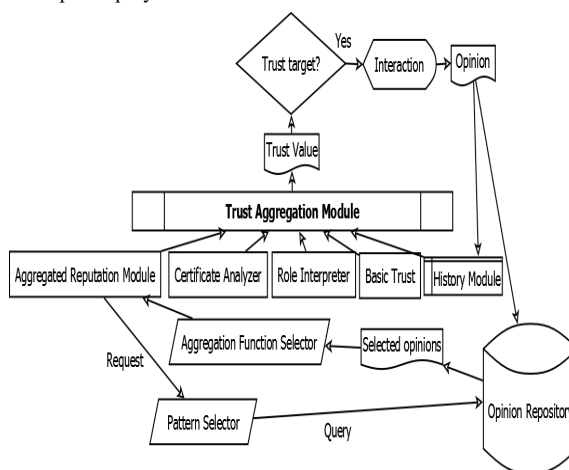 Yes
Trust target?
Interaction
Opinion
Trust Value
Trust Aggregation Module
Aggregated Reputation Module
Certificate Analyzer
Role Interpreter
Basic Trust
History Module
Aggregation Function Selector
Selected opinions
Request
Pattern Selector
Query
Opinion Repository